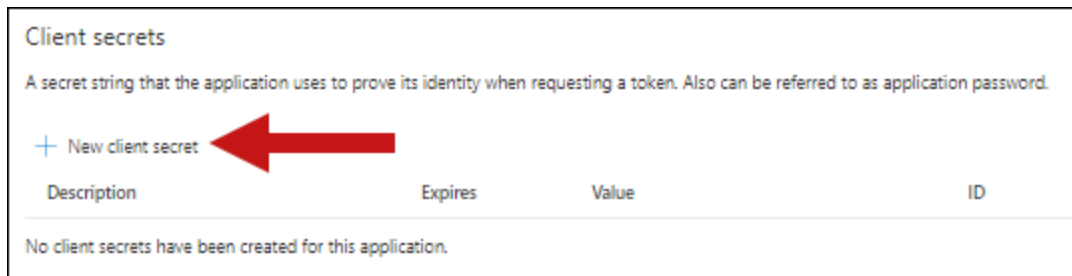 Client secrets
A secret string that the application uses to prove its identity when requesting a token. Also can be referred to as application password.
+ New client secret
Description Expires Value ID
No client secrets have been created for this application.